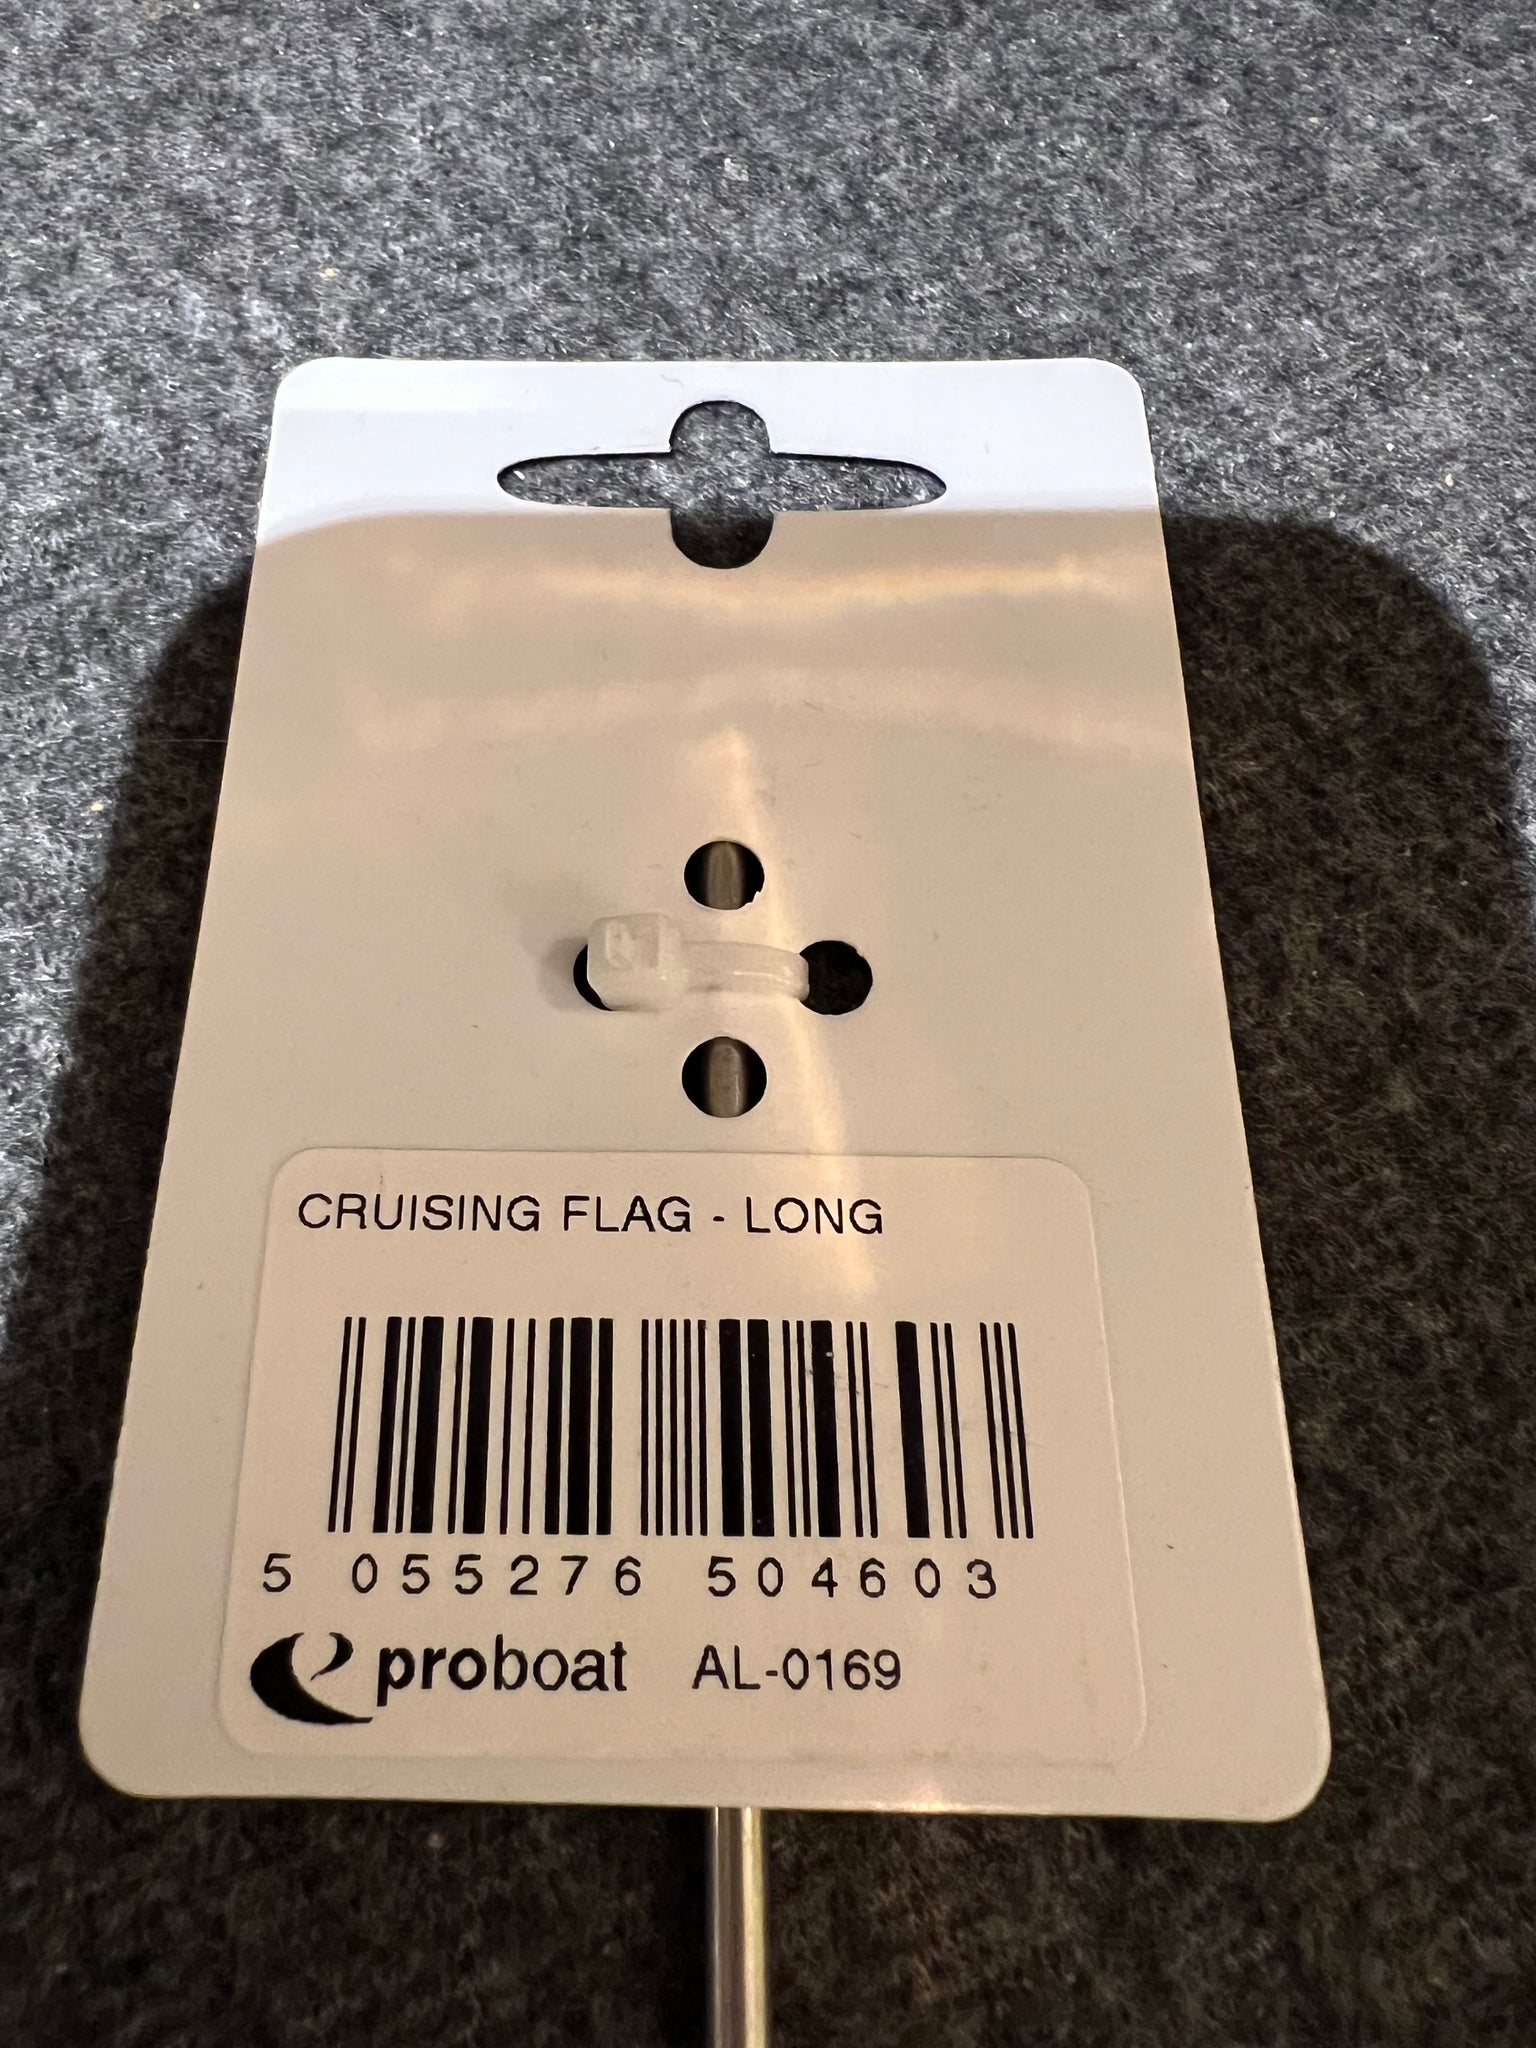 CRUISING FLAG - LONG
5 055276 504603
proboat AL-0169